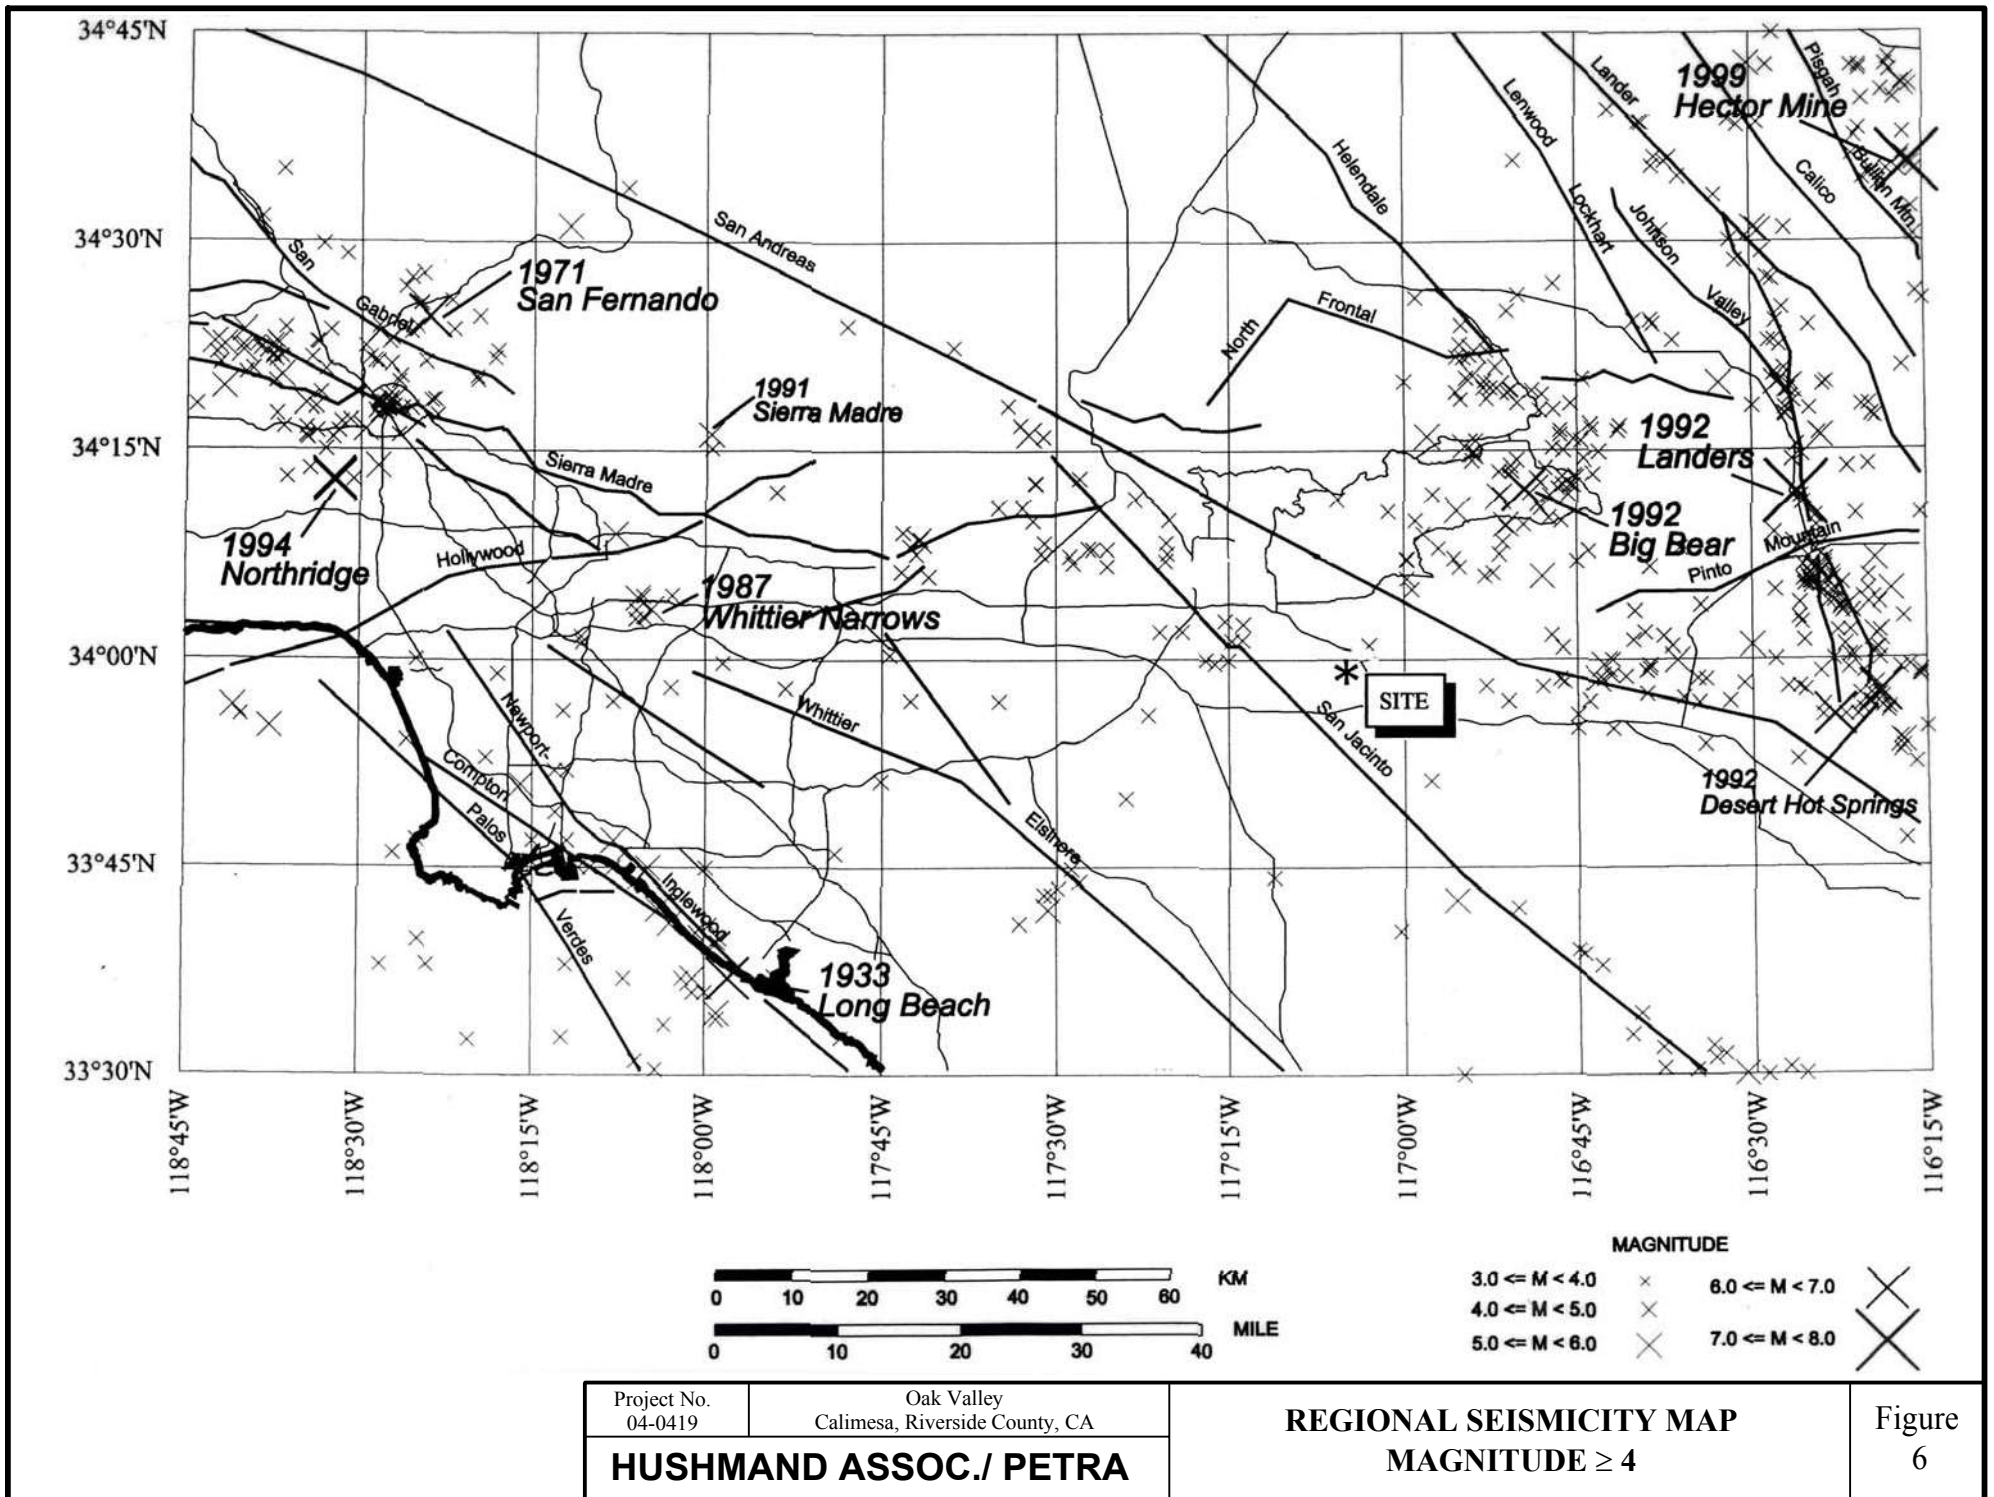 34°45'N
34°30'N
34°15'N
34°00'N
33°45'N
33°30'N
118°45'W
118°30'W
118°15'W
118°00'W
117°45'W
117°30'W
117°15'W
117°00'W
116°45'W
116°30'W
116°15'W
1999
Hector Mine
Pisgah
Bullion Mtn.
Calico
Lander
Lenwood
Lockhart
Johnson
Valley
Helendale
North
Frontal
San Andreas
San
Gabriel
1971
San Fernando
1991
Sierra Madre
Sierra Madre
1994
Northridge
Hollywood
1987
Whittier Narrows
1992
Landers
1992
Big Bear
Mountain
Pinto
SITE
*
San Jacinto
1992
Desert Hot Springs
Whittier
Elsinore
Newport-
Inglewood
Compton
Palos
Verdes
1933
Long Beach
KM
0 10 20 30 40 50 60
MILE
0 10 20 30 40
MAGNITUDE
3.0 <= M < 4.0
4.0 <= M < 5.0
5.0 <= M < 6.0
6.0 <= M < 7.0
7.0 <= M < 8.0
Project No.
04-0419
Oak Valley
Calimesa, Riverside County, CA
HUSHMAND ASSOC./ PETRA
REGIONAL SEISMICITY MAP
MAGNITUDE ≥ 4
Figure
6